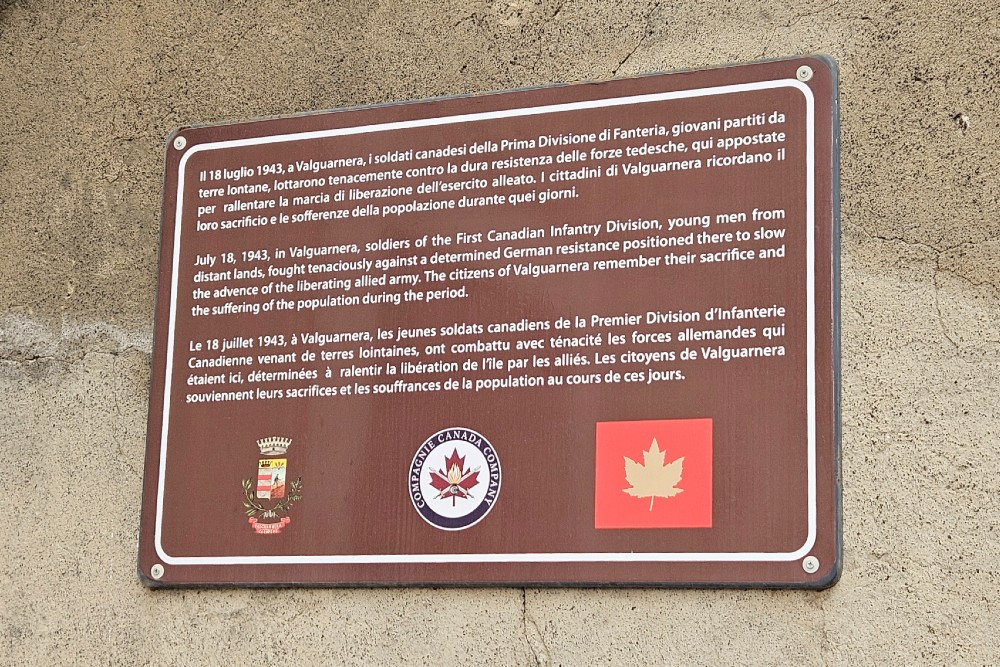 Il 18 luglio 1943, a Valguarnera, i soldati canadesi della Prima Divisione di Fanteria, giovani partiti da
terre lontane, lottarono tenacemente contro la dura resistenza delle forze tedesche, qui appostate
per rallentare la marcia di liberazione dell'esercito alleato. I cittadini di Valguarnera ricordano il
loro sacrificio e le sofferenze della popolazione durante quei giorni.
July 18, 1943, in Valguarnera, soldiers of the First Canadian Infantry Division, young men from
distant lands, fought tenaciously against a determined German resistance positioned there to slow
the advence of the liberating allied army. The citizens of Valguarnera remember their sacrifice and
the suffering of the population during the period.
Le 18 juillet 1943, à Valguarnera, les jeunes soldats canadiens de la Premier Division d'Infanterie
Canadienne venant de terres lointaines, ont combattu avec ténacité les forces allemandes qui
étaient ici, déterminées à ralentir la libération de l'île par les alliés. Les citoyens de Valguarnera
souviennent leurs sacrifices et les souffrances de la population au cours de ces jours.
COMPAGNIE CANADA COMPANY